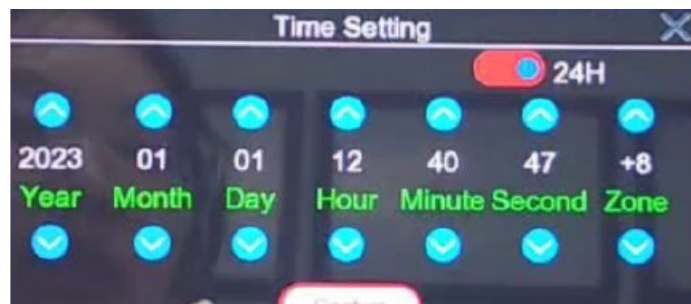 Time Setting
24H
2023 01 01 12 40 47 +8
Year Month Day Hour Minute Second Zone